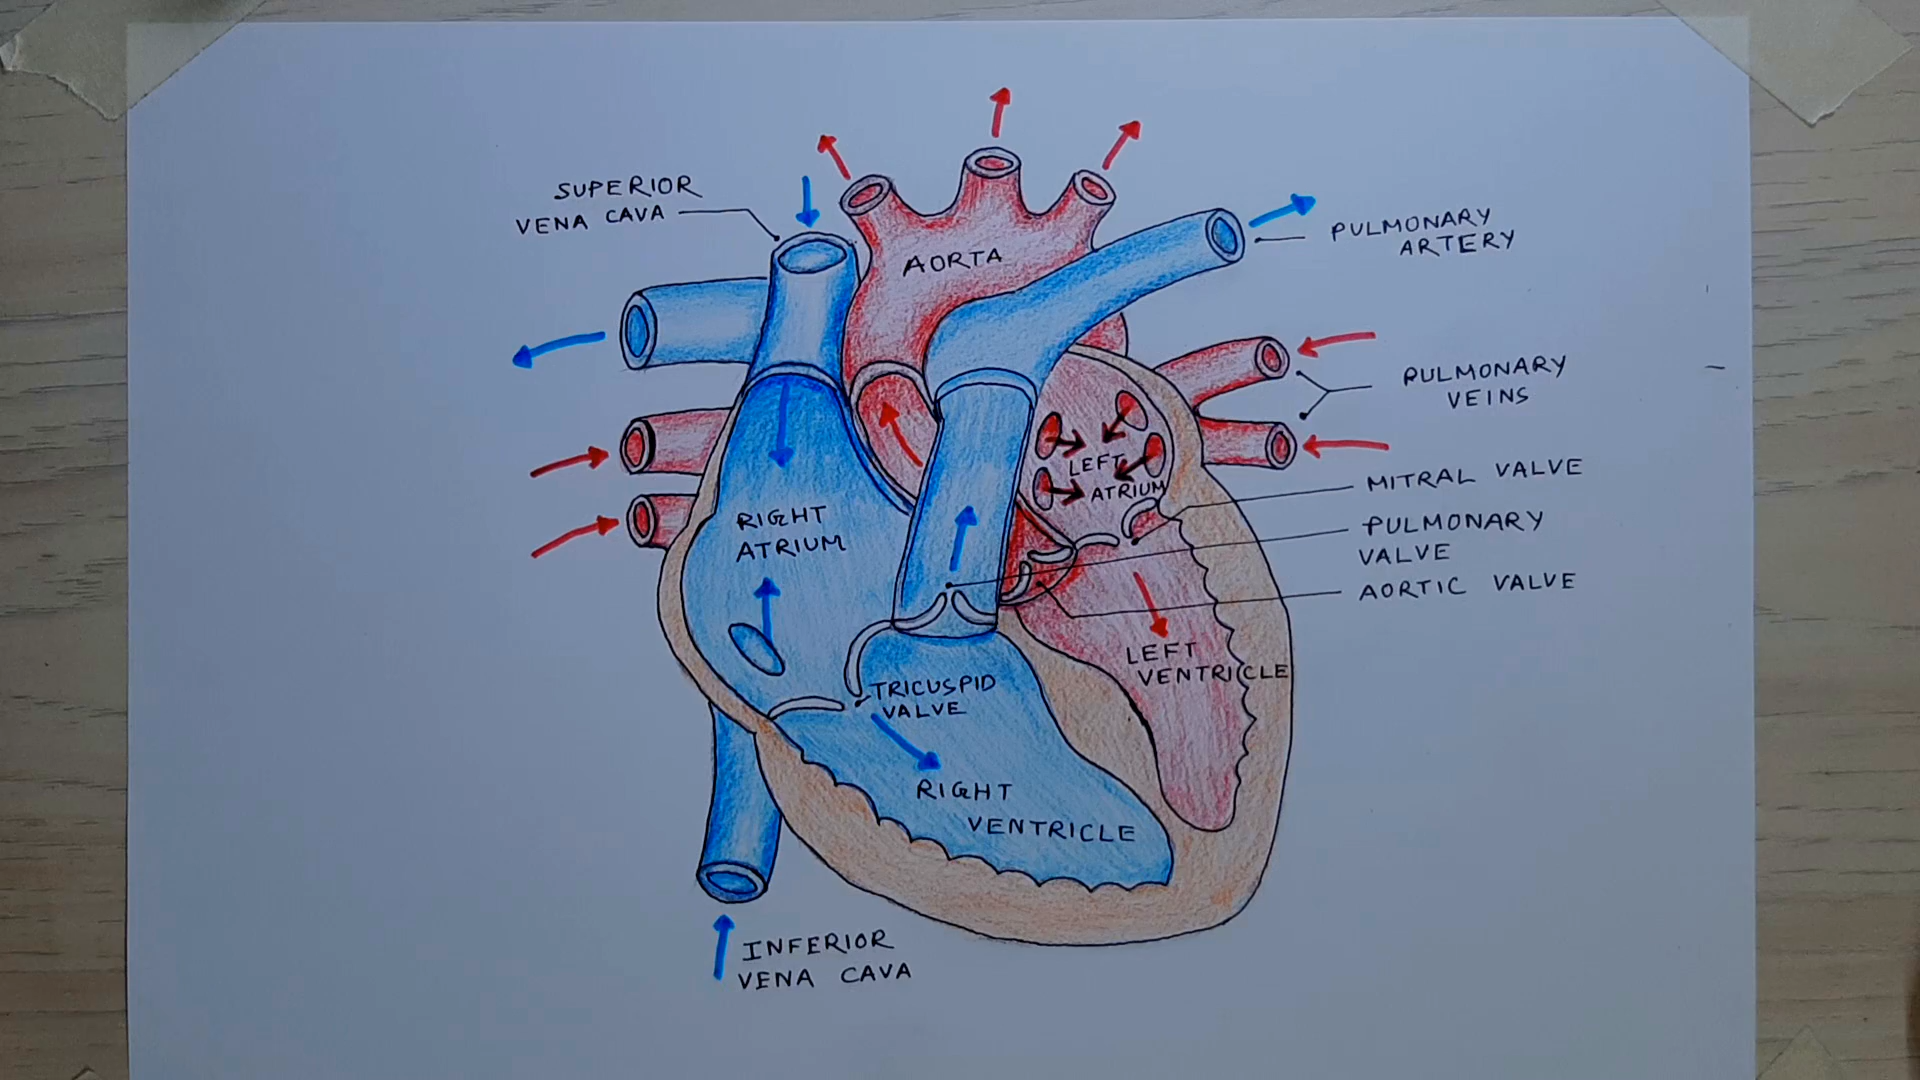 SUPERIOR
VENA CAVA
AORTA
PULMONARY
ARTERY
PULMONARY
VEINS
LEFT
ATRIUM
MITRAL VALVE
RIGHT
ATRIUM
PULMONARY
VALVE
AORTIC VALVE
LEFT
VENTRICLE
TRICUSPID
VALVE
RIGHT
VENTRICLE
INFERIOR
VENA CAVA